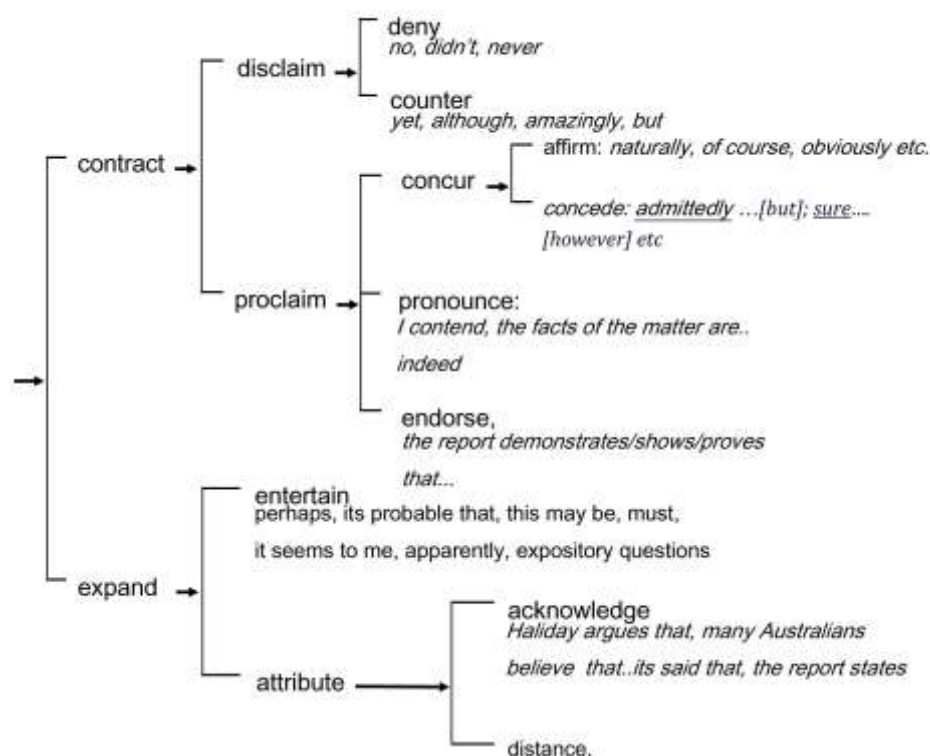 deny
no, didn't, never
disclaim
counter
yet, although, amazingly, but
contract
affirm: naturally, of course, obviously etc.
concur
concede: admittedly …[but]; sure….
[however] etc
proclaim
pronounce:
I contend, the facts of the matter are..
indeed
endorse,
the report demonstrates/shows/proves
that...
entertain
perhaps, its probable that, this may be, must,
it seems to me, apparently, expository questions
expand
acknowledge
Haliday argues that, many Australians
believe that..its said that, the report states
attribute
distance,